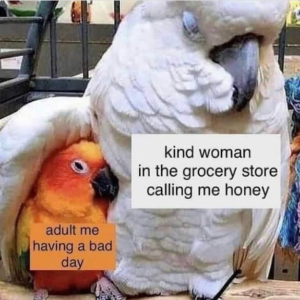 kind woman
in the grocery store
calling me honey
adult me
having a bad
day